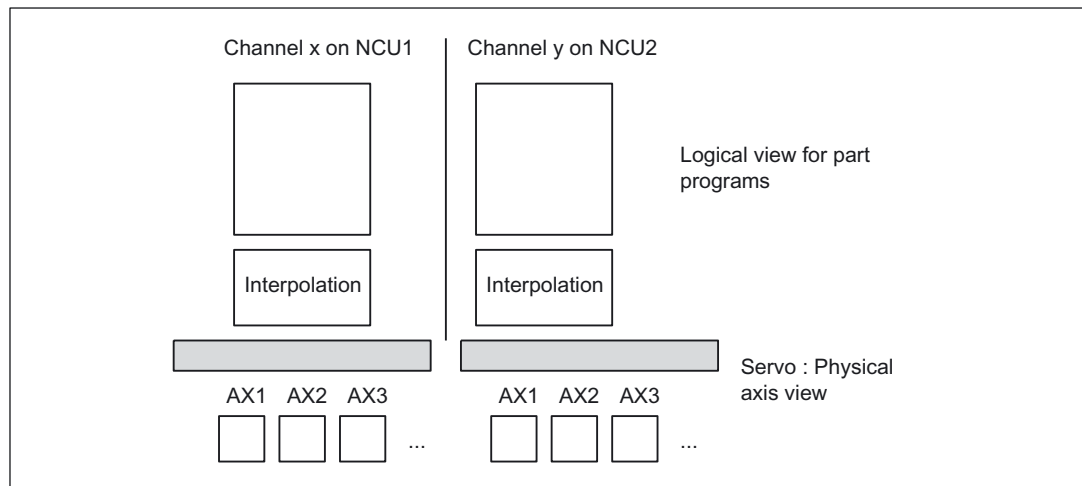 Channel x on NCU1
Channel y on NCU2
Logical view for part
programs
Interpolation
Interpolation
Servo : Physical
axis view
AX1 AX2 AX3
...
AX1 AX2 AX3
...